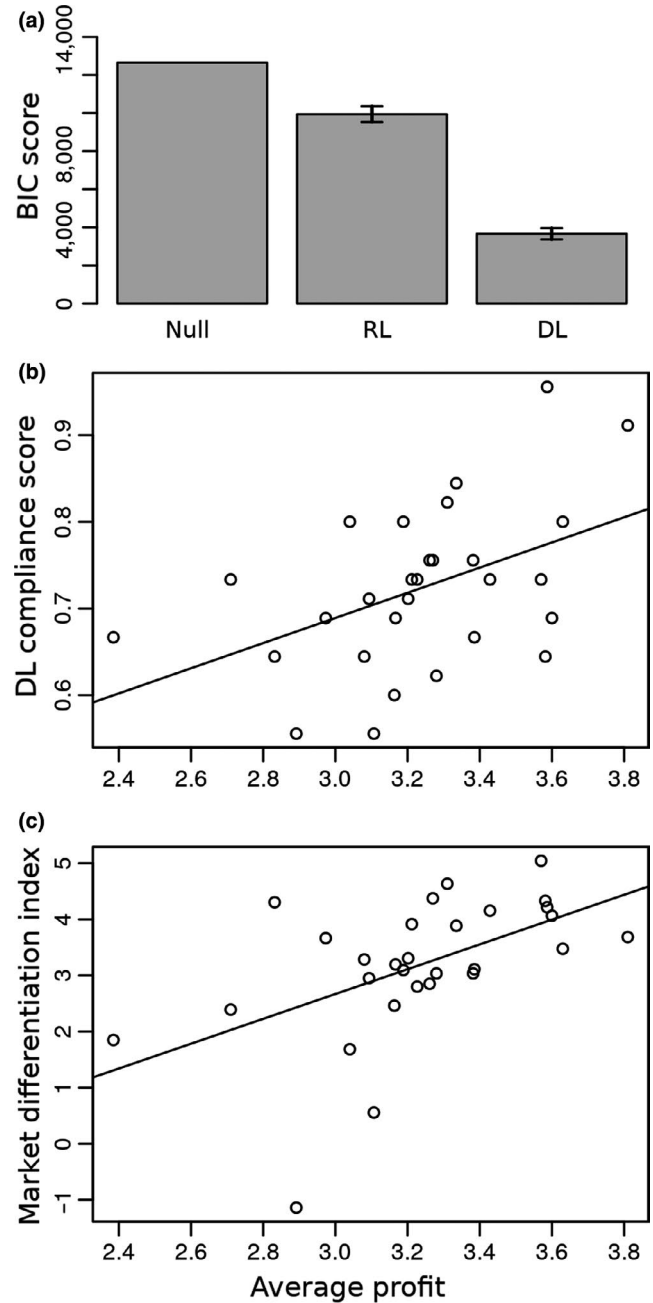 (a)
BIC score
14,000
8,000
4,000
0
Null RL DL
(b)
DL compliance score
0.9
0.8
0.7
0.6
2.4 2.6 2.8 3.0 3.2 3.4 3.6 3.8
(c)
Market differentiation index
5
4
3
2
1
0
-1
2.4 2.6 2.8 3.0 3.2 3.4 3.6 3.8
Average profit